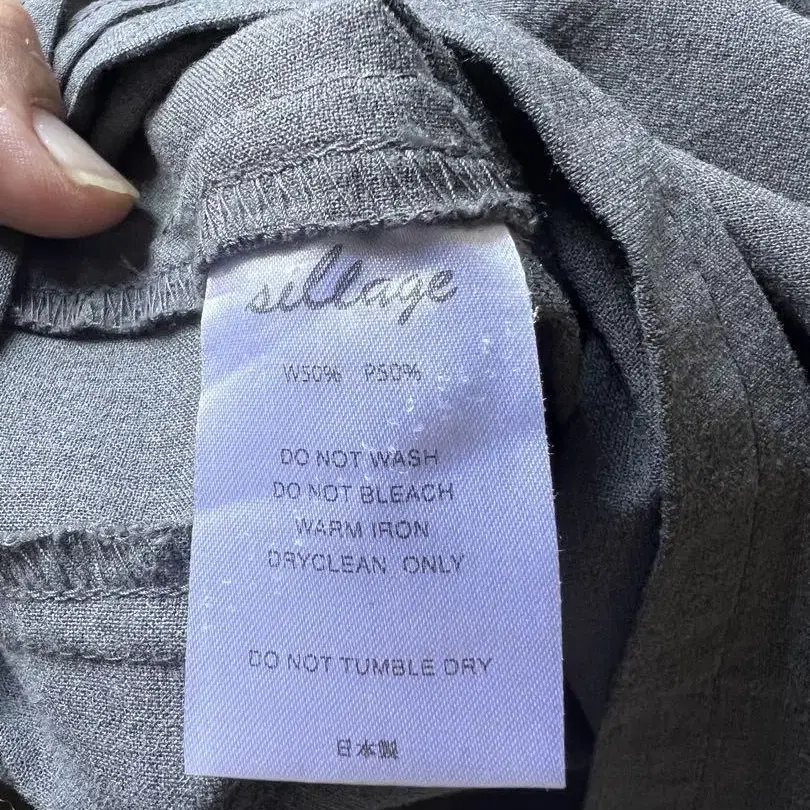 sillage
W50% P50%
DO NOT WASH
DO NOT BLEACH
WARM IRON
DRYCLEAN ONLY
DO NOT TUMBLE DRY
日本製